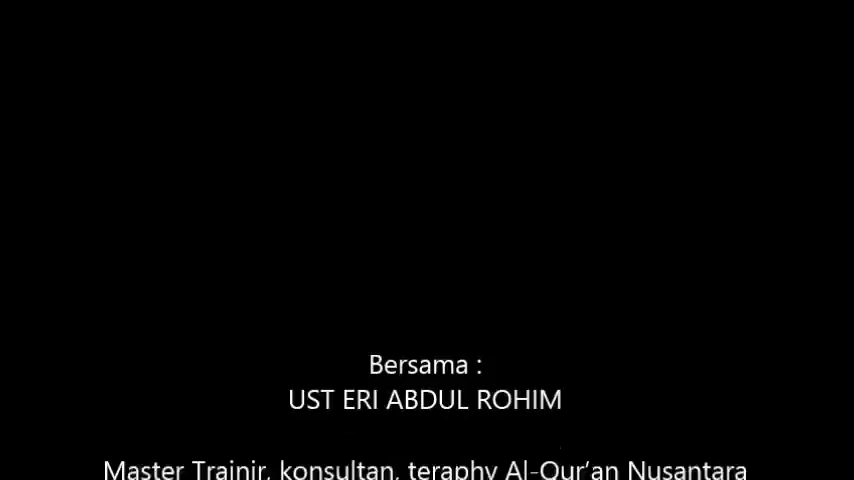 Bersama :
UST ERI ABDUL ROHIM
Master Trainir, konsultan, teraphy Al-Qur’an Nusantara